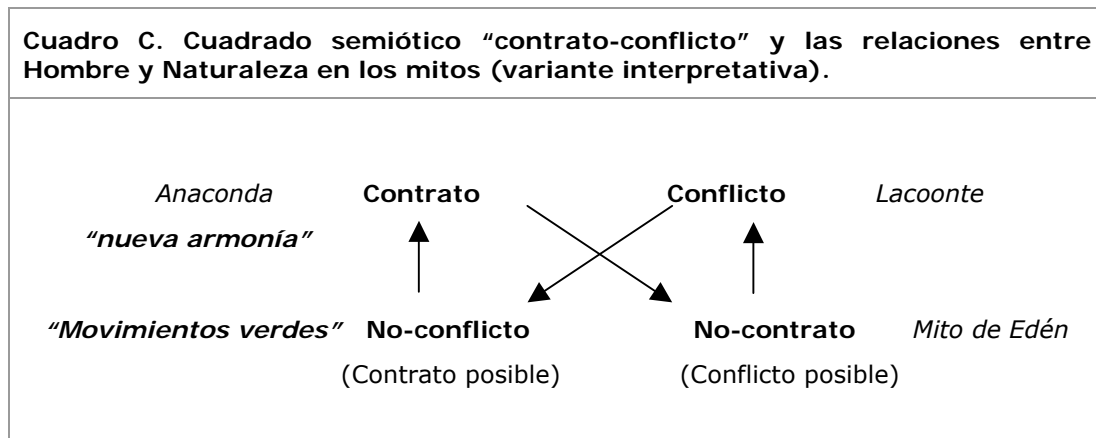 Cuadro C. Cuadrado semiótico “contrato-conflicto” y las relaciones entre
Hombre y Naturaleza en los mitos (variante interpretativa).
Anaconda Contrato Conflicto Lacoonte
“nueva armonía”
“Movimientos verdes” No-conflicto No-contrato Mito de Edén
(Contrato posible) (Conflicto posible)